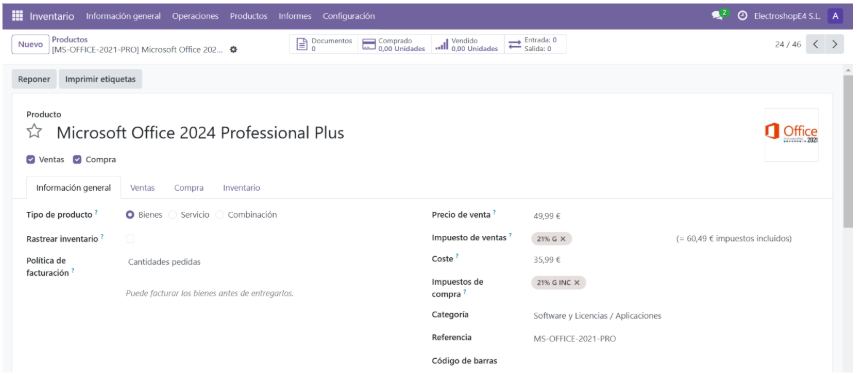 Inventario Información general Operaciones Productos Informes Configuración 2 ElectroshopE4 S.L. A
Nuevo Productos Documentos Comprado Vendido Entrada: 0 24 / 46
[MS-OFFICE-2021-PRO] Microsoft Office 202... 0 0,00 Unidades 0,00 Unidades Salida: 0
Reponer Imprimir etiquetas
Producto
Microsoft Office 2024 Professional Plus
Office
2021
Ventas Compra
Información general Ventas Compra Inventario
Tipo de producto ? Bienes Servicio Combinación
Precio de venta ? 49,99 €
Rastrear inventario ?
Impuesto de ventas ? 21% G × (= 60,49 € impuestos incluidos)
Política de facturación ? Cantidades pedidas
Coste ? 35,99 €
Puede facturar los bienes antes de entregarlos.
Impuestos de compra ? 21% G INC ×
Categoría Software y Licencias / Aplicaciones
Referencia MS-OFFICE-2021-PRO
Código de barras